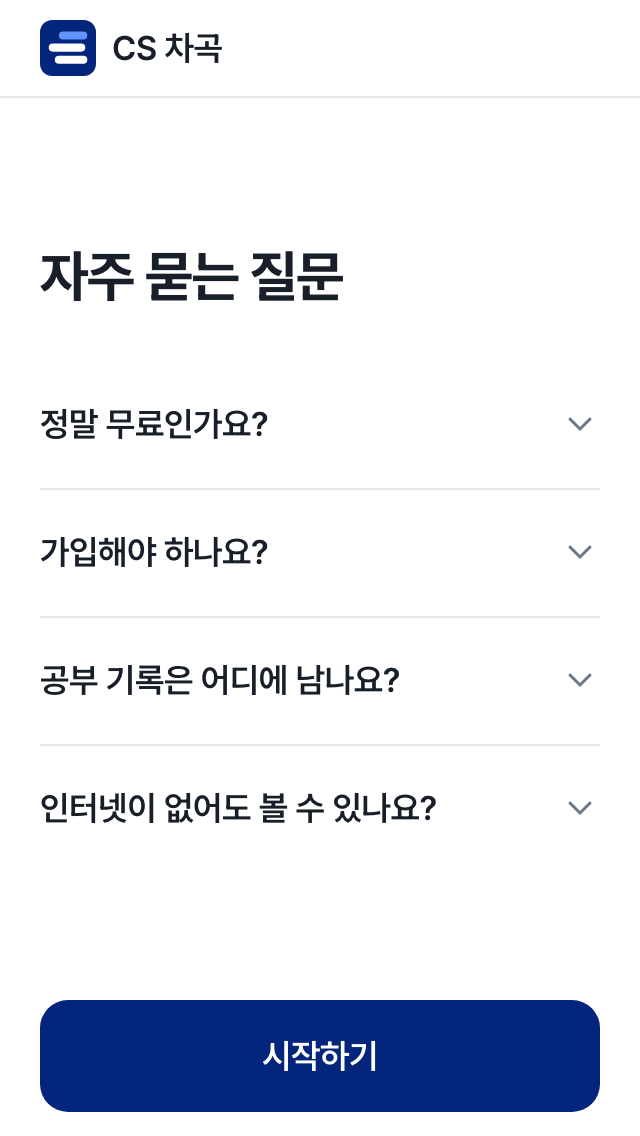 CS 차곡
자주 묻는 질문
정말 무료인가요?
가입해야 하나요?
공부 기록은 어디에 남나요?
인터넷이 없어도 볼 수 있나요?
시작하기